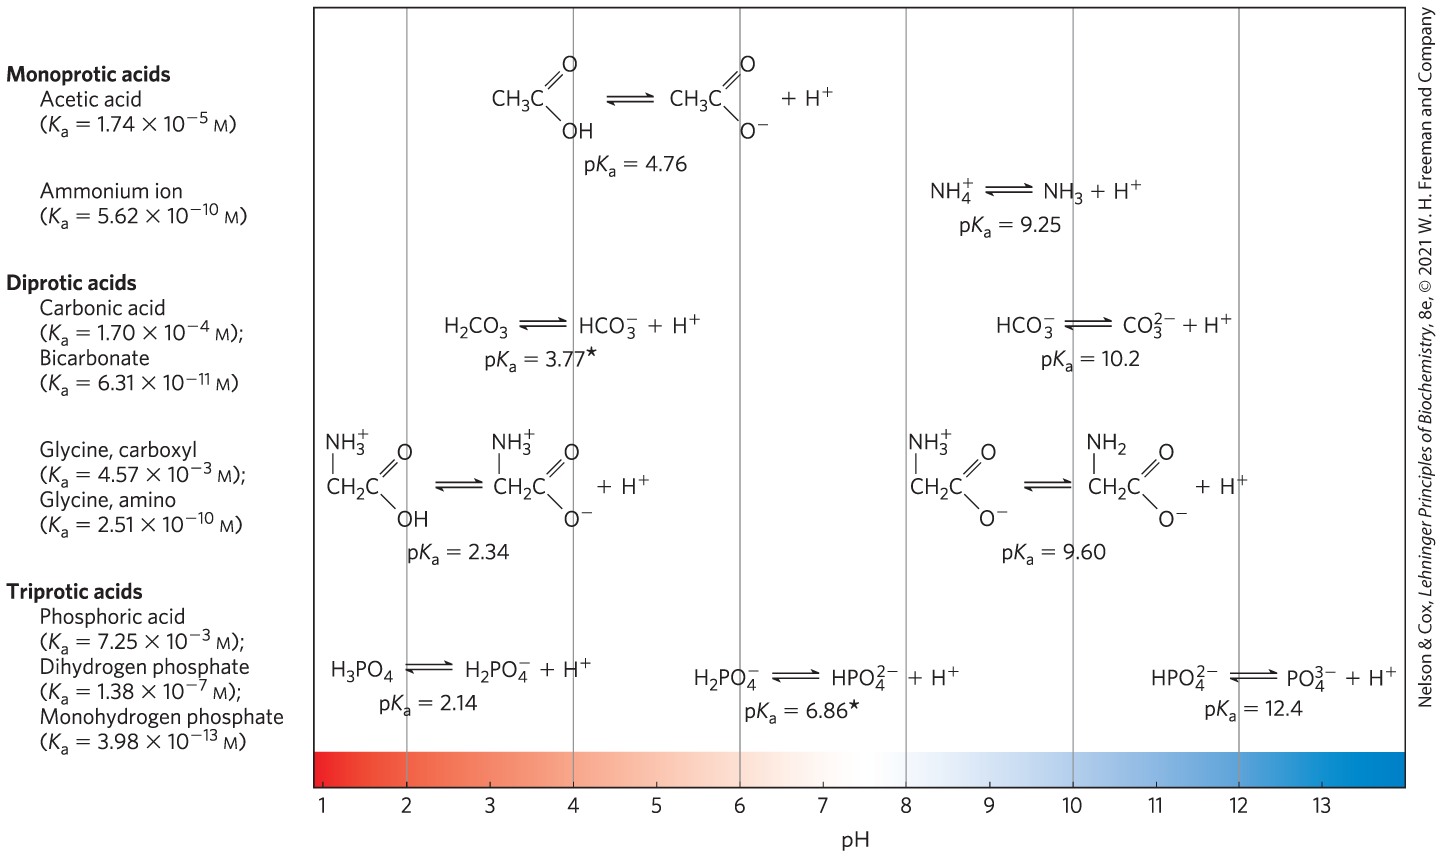 Monoprotic acids
Acetic acid
(Kₐ = 1.74 × 10⁻⁵ M)
O
CH₃C
OH
⇌
O
CH₃C
O⁻
+ H⁺
pKₐ = 4.76
Ammonium ion
(Kₐ = 5.62 × 10⁻¹⁰ M)
NH₄⁺ ⇌ NH₃ + H⁺
pKₐ = 9.25
Diprotic acids
Carbonic acid
(Kₐ = 1.70 × 10⁻⁴ M);
Bicarbonate
(Kₐ = 6.31 × 10⁻¹¹ M)
H₂CO₃ ⇌ HCO₃⁻ + H⁺
pKₐ = 3.77★
HCO₃⁻ ⇌ CO₃²⁻ + H⁺
pKₐ = 10.2
Glycine, carboxyl
(Kₐ = 4.57 × 10⁻³ M);
Glycine, amino
(Kₐ = 2.51 × 10⁻¹⁰ M)
NH₃⁺
O
CH₂C
OH
⇌
NH₃⁺
O
CH₂C
O⁻
+ H⁺
pKₐ = 2.34
NH₃⁺
O
CH₂C
O⁻
⇌
NH₂
O
CH₂C
O⁻
+ H⁺
pKₐ = 9.60
Triprotic acids
Phosphoric acid
(Kₐ = 7.25 × 10⁻³ M);
Dihydrogen phosphate
(Kₐ = 1.38 × 10⁻⁷ M);
Monohydrogen phosphate
(Kₐ = 3.98 × 10⁻¹³ M)
H₃PO₄ ⇌ H₂PO₄⁻ + H⁺
pKₐ = 2.14
H₂PO₄⁻ ⇌ HPO₄²⁻ + H⁺
pKₐ = 6.86★
HPO₄²⁻ ⇌ PO₄³⁻ + H⁺
pKₐ = 12.4
1 2 3 4 5 6 7 8 9 10 11 12 13
pH
Nelson & Cox, Lehninger Principles of Biochemistry, 8e, © 2021 W. H. Freeman and Company